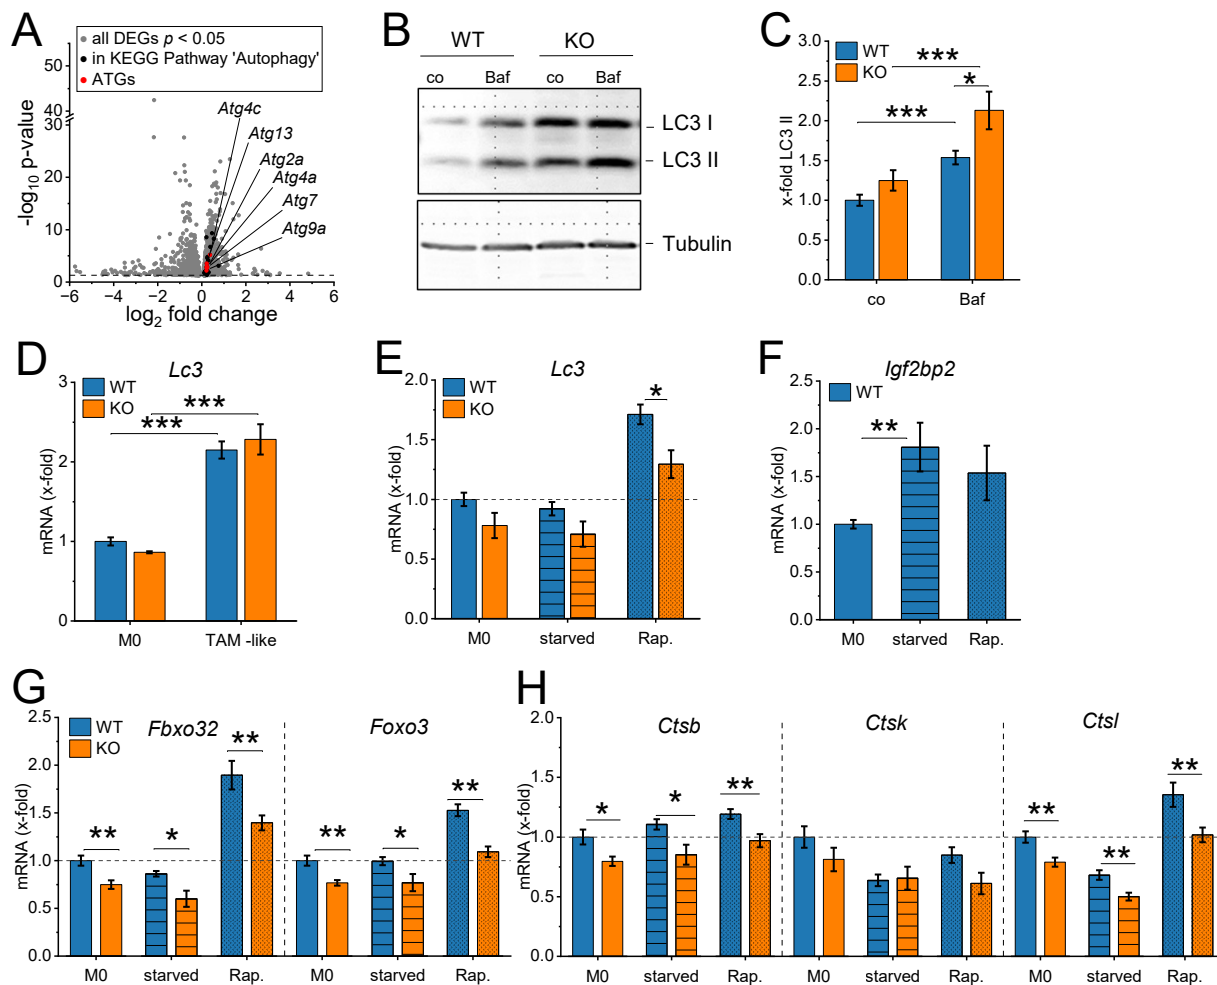 A
all DEGs p < 0.05
in KEGG Pathway 'Autophagy'
ATGs
50
40
30
20
10
0
-log10 p-value
Atg4c
Atg13
Atg2a
Atg4a
Atg7
Atg9a
−6 −4 −2 0 2 4 6
log2 fold change
B
WT KO
co Baf co Baf
LC3 I
LC3 II
Tubulin
C
WT
KO
***
*
***
3.0
2.5
2.0
1.5
1.0
0.5
0.0
x-fold LC3 II
co Baf
D
Lc3
WT
KO
***
***
3
2
1
0
mRNA (x-fold)
M0 TAM -like
E
Lc3
WT
KO
*
2.0
1.5
1.0
0.5
0.0
mRNA (x-fold)
M0 starved Rap.
F
Igf2bp2
WT
**
2.5
2.0
1.5
1.0
0.5
0.0
mRNA (x-fold)
M0 starved Rap.
G
WT
KO
Fbxo32 Foxo3
** * ** ** * **
2.5
2.0
1.5
1.0
0.5
0.0
mRNA (x-fold)
M0 starved Rap. M0 starved Rap.
H
Ctsb Ctsk Ctsl
* * ** ** ** **
2.0
1.5
1.0
0.5
0.0
mRNA (x-fold)
M0 starved Rap. M0 starved Rap. M0 starved Rap.